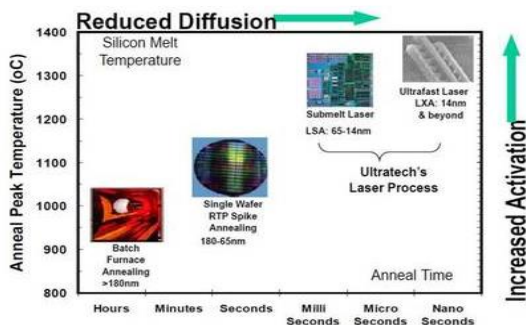 Reduced Diffusion
Increased Activation
Anneal Peak Temperature (oC)
1400
1300
1200
1100
1000
900
800
Silicon Melt
Temperature
Ultrafast Laser
LXA: 14nm
& beyond
Submelt Laser
LSA: 65-14nm
Ultratech's
Laser Process
Single Wafer
RTP Spike
Annealing
180-65nm
Batch
Furnace
Annealing
>180nm
Anneal Time
Hours
Minutes
Seconds
Milli
Seconds
Micro
Seconds
Nano
Seconds